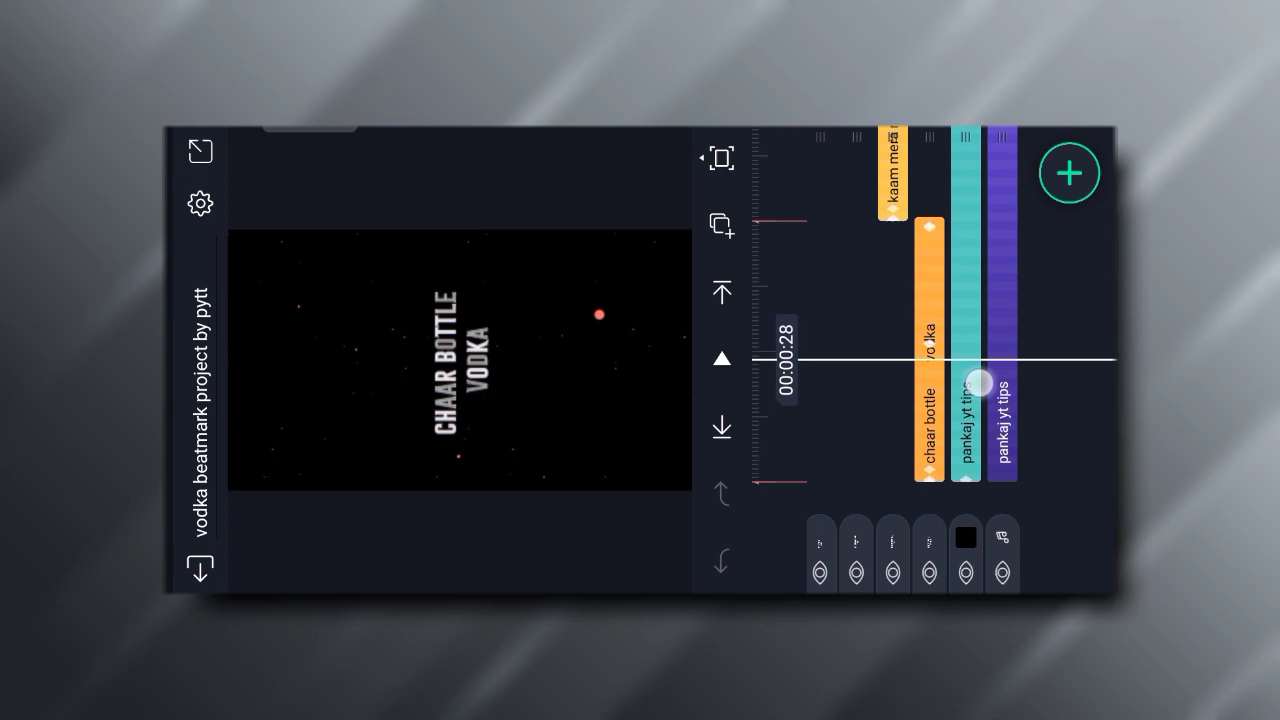 vodka beatmark project by pytt
CHAAR BOTTLE
VODKA
00:00:28
kaam mera
chaar bottle
vodka
pankaj yt tips
pankaj yt tips